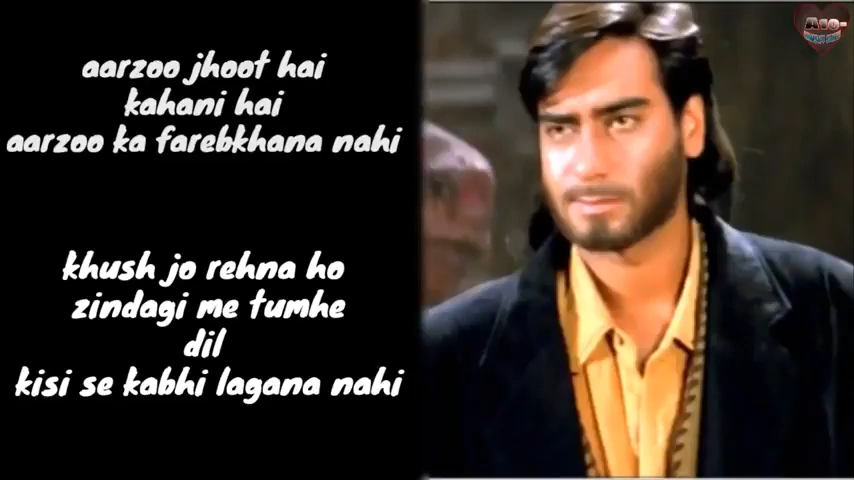 aarzoo jhoot hai
kahani hai
aarzoo ka farebkhana nahi
khush jo rehna ho
zindagi me tumhe
dil
kisi se kabhi lagana nahi